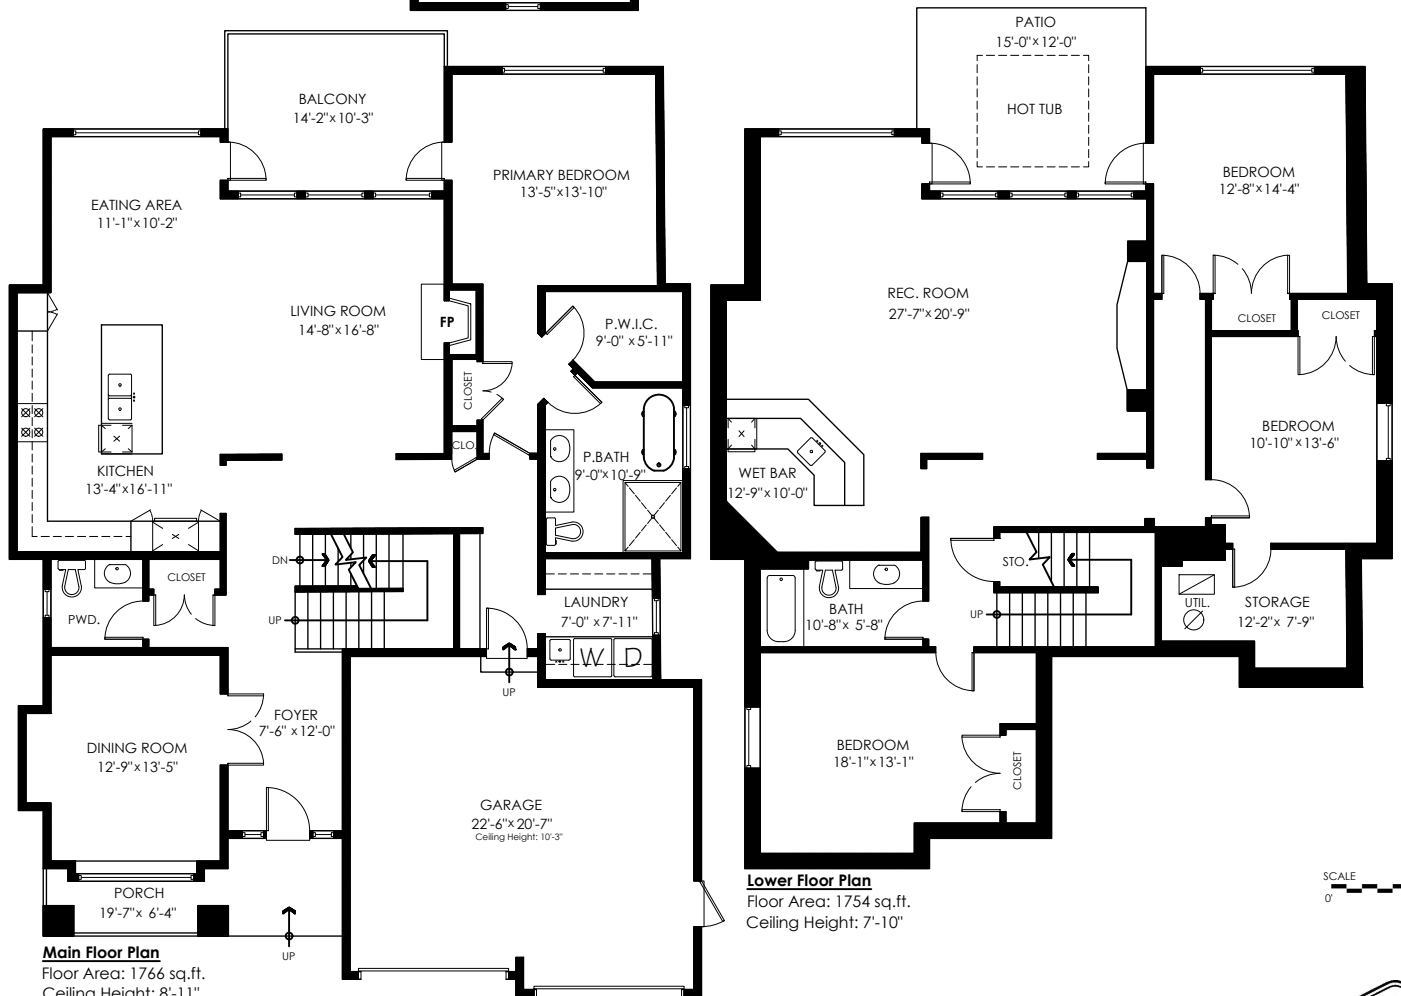 BALCONY
14'-2"x10'-3"
PRIMARY BEDROOM
13'-5"x13'-10"
EATING AREA
11'-1"x10'-2"
LIVING ROOM
14'-8"x16'-8"
FP
P.W.I.C.
9'-0" x5'-11"
CLOSET
CLO.
KITCHEN
13'-4"x16'-11"
P.BATH
9'-0"x10'-9"
DN
UP
CLOSET
PWD.
LAUNDRY
7'-0" x7'-11"
W D
UP
FOYER
7'-6" x12'-0"
DINING ROOM
12'-9"x13'-5"
GARAGE
22'-6"x 20'-7"
Ceiling Height: 10'-3"
PORCH
19'-7"x 6'-4"
UP
Main Floor Plan
Floor Area: 1766 sq.ft.
Ceiling Height: 8'-11"
PATIO
15'-0"x12'-0"
HOT TUB
BEDROOM
12'-8"x14'-4"
REC. ROOM
27'-7"x 20'-9"
CLOSET
CLOSET
BEDROOM
10'-10" x13'-6"
WET BAR
12'-9"x10'-0"
STO.
UP
BATH
10'-8"x 5'-8"
UTIL.
STORAGE
12'-2"x 7'-9"
BEDROOM
18'-1"x13'-1"
CLOSET
Lower Floor Plan
Floor Area: 1754 sq.ft.
Ceiling Height: 7'-10"
SCALE
0'